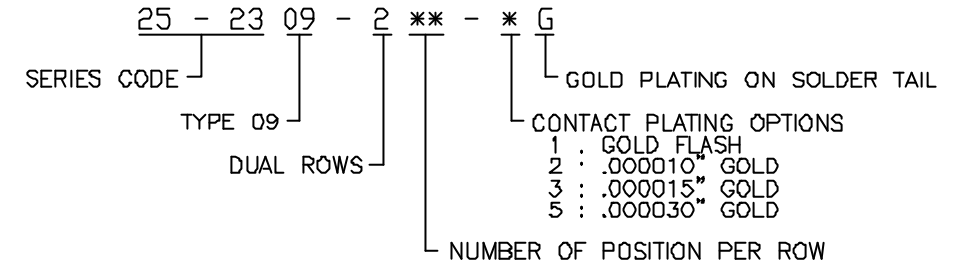 25 - 23 09 - 2 ** - * G
SERIES CODE
GOLD PLATING ON SOLDER TAIL
TYPE 09
CONTACT PLATING OPTIONS
1 : GOLD FLASH
DUAL ROWS
2 : .000010" GOLD
3 : .000015" GOLD
5 : .000030" GOLD
NUMBER OF POSITION PER ROW